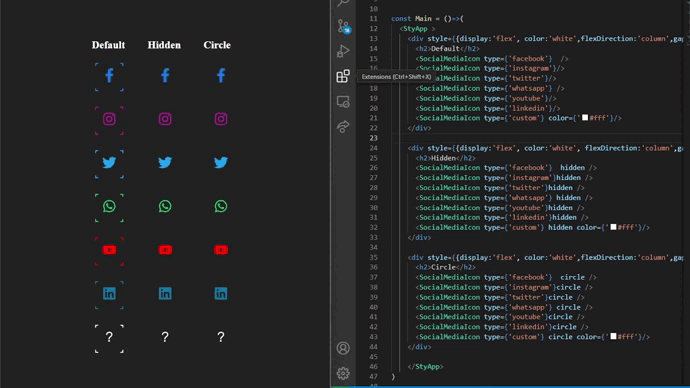 Default Hidden Circle
?
?
?
10
11 const Main = ()=>(
12 <StyApp >
13 <div style={{display:'flex', color:'white',flexDirection:'column',gap
14 <h2>Default</h2>
15 <SocialMediaIcon type={'facebook'}  />
16 <SocialMediaIcon type={'instagram'}/>
17 <SocialMediaIcon type={'twitter'}/>
Extensions (Ctrl+Shift+X)
18 <SocialMediaIcon type={'whatsapp'} />
19 <SocialMediaIcon type={'youtube'}/>
20 <SocialMediaIcon type={'linkedin'}/>
21 <SocialMediaIcon type={'custom'} color={'#fff'}/>
22 </div>
23
24 <div style={{display:'flex', color:'white', flexDirection:'column',gap
25 <h2>Hidden</h2>
26 <SocialMediaIcon type={'facebook'}  hidden />
27 <SocialMediaIcon type={'instagram'}hidden />
28 <SocialMediaIcon type={'twitter'}hidden />
29 <SocialMediaIcon type={'whatsapp'} hidden />
30 <SocialMediaIcon type={'youtube'}hidden />
31 <SocialMediaIcon type={'linkedin'}hidden />
32 <SocialMediaIcon type={'custom'} hidden color={'#fff'}/>
33 </div>
34
35 <div style={{display:'flex', color:'white',flexDirection:'column',gap
36 <h2>Circle</h2>
37 <SocialMediaIcon type={'facebook'}  circle />
38 <SocialMediaIcon type={'instagram'}circle />
39 <SocialMediaIcon type={'twitter'}circle />
40 <SocialMediaIcon type={'whatsapp'} circle />
41 <SocialMediaIcon type={'youtube'}circle />
42 <SocialMediaIcon type={'linkedin'}circle />
43 <SocialMediaIcon type={'custom'} circle color={'#fff'}/>
44 </div>
45
46 </StyApp>
47 )